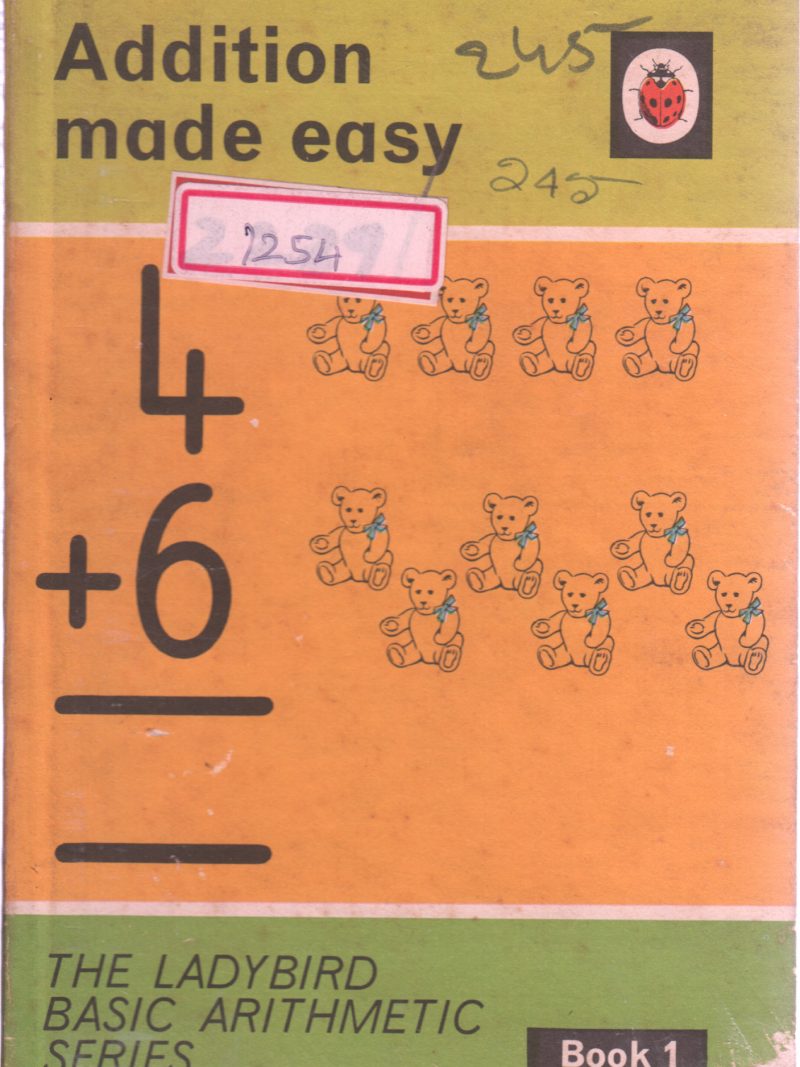 Addition
made easy
245
245
1254
4
+6
THE LADYBIRD
BASIC ARITHMETIC
SERIES
Book 1